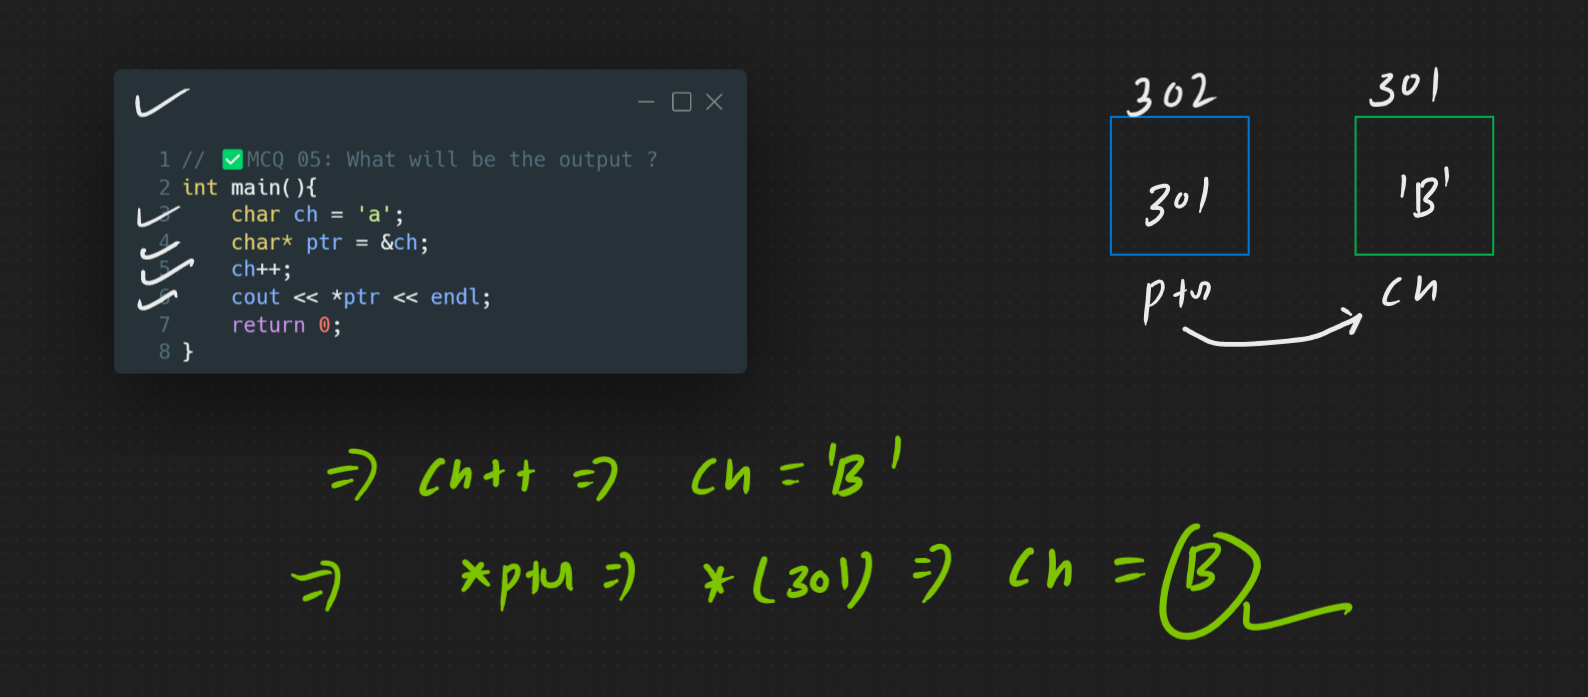 1 // ✅MCQ 05: What will be the output ?
2 int main(){
3 char ch = 'a';
4 char* ptr = &ch;
5 ch++;
6 cout << *ptr << endl;
7 return 0;
8 }
302 301
301 'B'
ptr ch
=> ch++ => ch = 'B'
=> *ptr => *(301) => ch = B